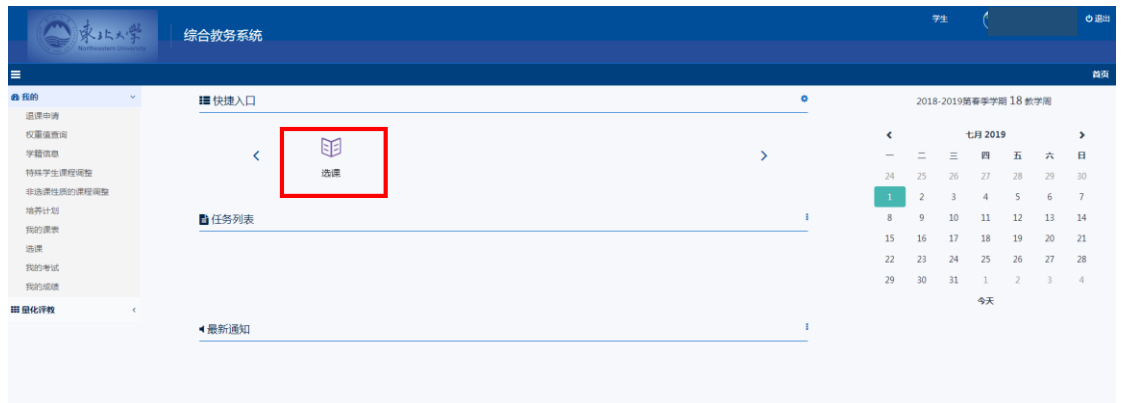 東北大学
Northeastern University
综合教务系统
学生
退出
首页
我的
退课申请
权重值查询
学籍信息
特殊学生课程调整
非选课性质的课程调整
培养计划
我的课表
选课
我的考试
我的成绩
量化评教
快捷入口
选课
任务列表
最新通知
2018-2019第春季学期 18 教学周
七月 2019
一 二 三 四 五 六 日
24 25 26 27 28 29 30
1 2 3 4 5 6 7
8 9 10 11 12 13 14
15 16 17 18 19 20 21
22 23 24 25 26 27 28
29 30 31 1 2 3 4
今天